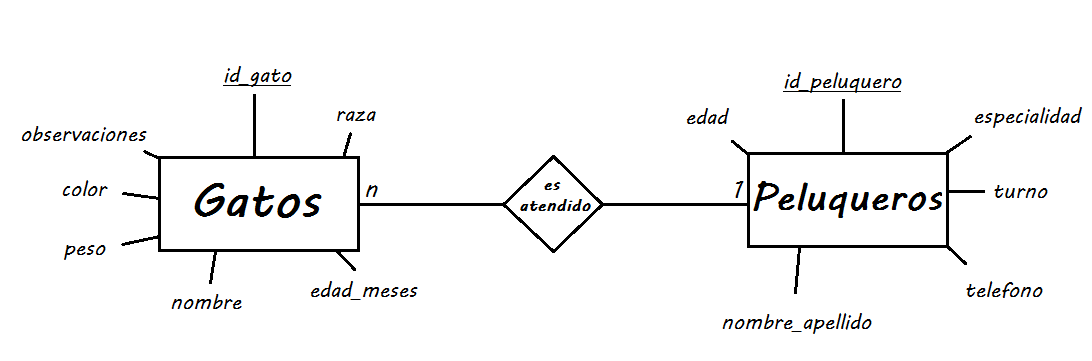 id_gato
raza
observaciones
color
peso
nombre
edad_meses
Gatos
n
es
atendido
1
Peluqueros
id_peluquero
edad
especialidad
turno
telefono
nombre_apellido